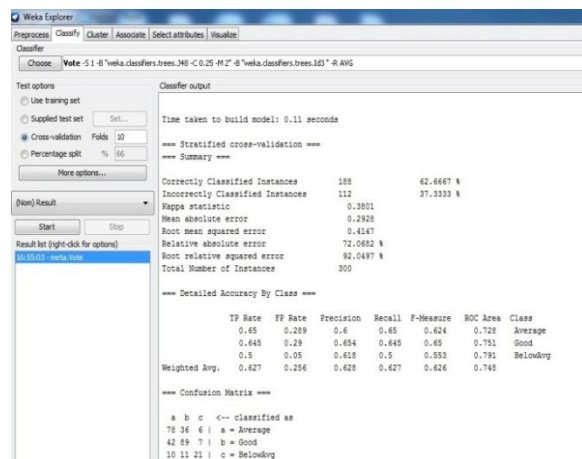 Weka Explorer
Preprocess Classify Cluster Associate Select attributes Visualize
Classifier
Choose Vote -S 1 -B "weka.classifiers.trees.J48 -C 0.25 -M 2" -B "weka.classifiers.trees.Id3 " -R AVG
Test options
Use training set
Supplied test set Set...
Cross-validation Folds 10
Percentage split % 66
More options...
(Nom) Result
Start Stop
Result list (right-click for options)
16:55:03 - meta.Vote
Classifier output
Time taken to build model: 0.11 seconds
=== Stratified cross-validation ===
=== Summary ===
Correctly Classified Instances 188 62.6667 %
Incorrectly Classified Instances 112 37.3333 %
Kappa statistic 0.3801
Mean absolute error 0.2928
Root mean squared error 0.4147
Relative absolute error 72.0682 %
Root relative squared error 92.0497 %
Total Number of Instances 300
=== Detailed Accuracy By Class ===
TP Rate FP Rate Precision Recall F-Measure ROC Area Class
0.65 0.289 0.6 0.65 0.624 0.728 Average
0.645 0.29 0.654 0.645 0.65 0.751 Good
0.5 0.05 0.618 0.5 0.553 0.791 BelowAvg
Weighted Avg. 0.627 0.256 0.628 0.627 0.626 0.748
=== Confusion Matrix ===
a b c <-- classified as
78 36 6 | a = Average
42 89 7 | b = Good
10 11 21 | c = BelowAvg